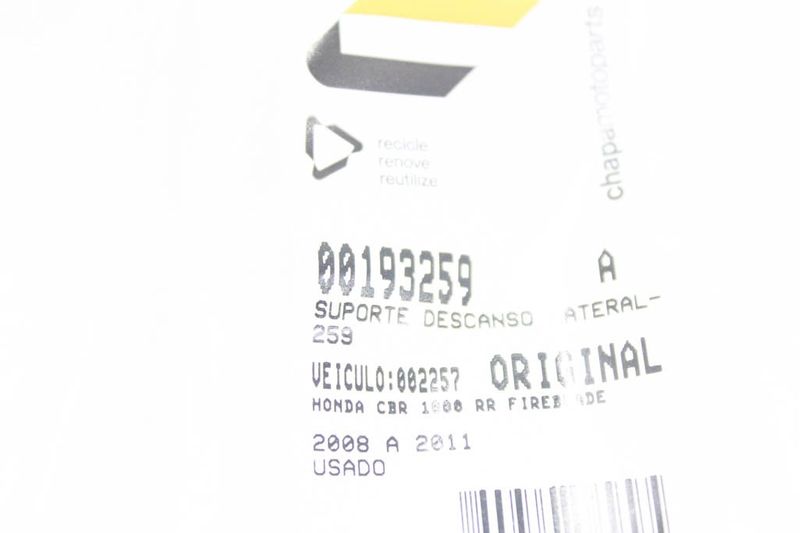 recicle
renove
reutilize
chapamotoparts
00193259 A
SUPORTE DESCANSO ATERAL-
259
VEICULO:002257 ORIGINAL
HONDA CBR 1000 RR FIREBLADE
2008 A 2011
USADO